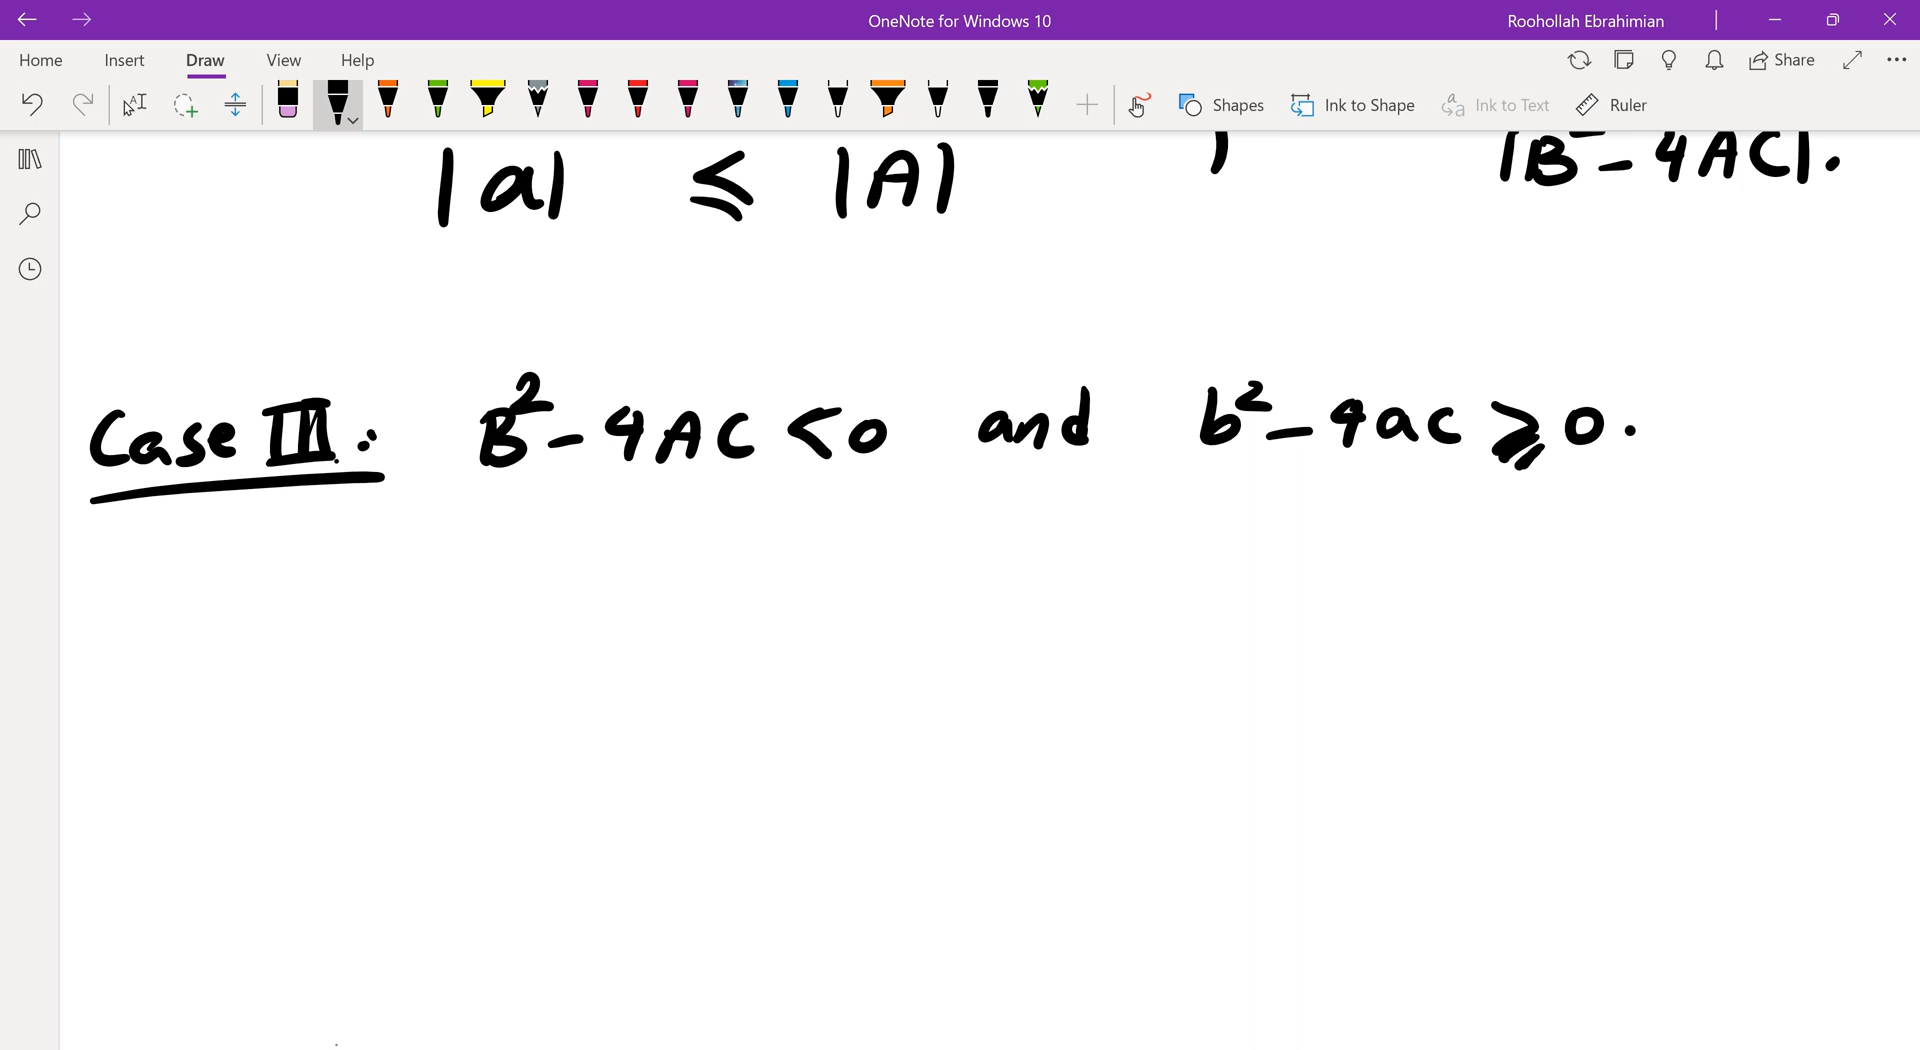 OneNote for Windows 10
Roohollah Ebrahimian
Home Insert Draw View Help
Share
Shapes Ink to Shape Ink to Text Ruler
|a| ≤ |A| , |B²-4AC|.
Case III: B²-4AC < 0 and b²-4ac ≥ 0.